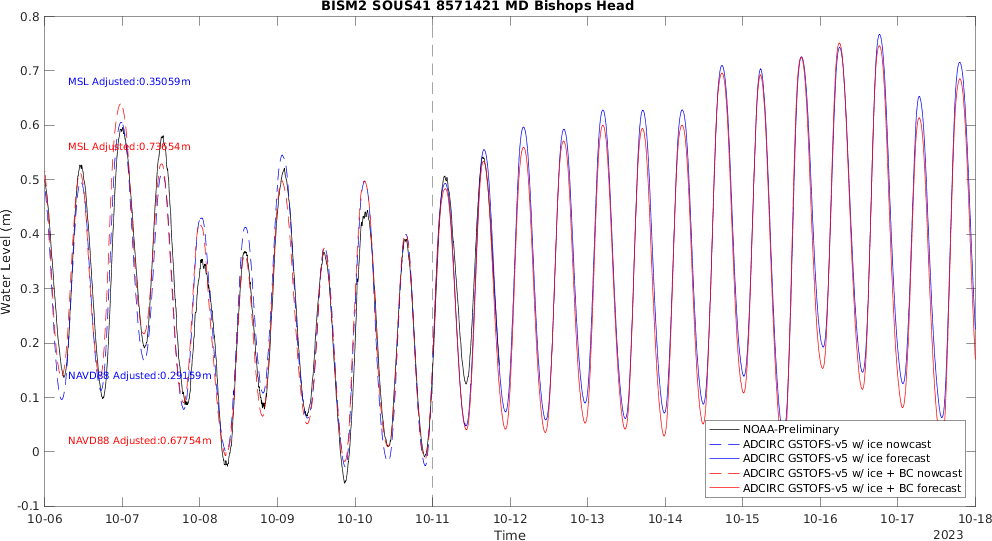 BISM2 SOUS41 8571421 MD Bishops Head
0.8
0.7
0.6
0.5
0.4
0.3
0.2
0.1
0
-0.1
Water Level (m)
MSL Adjusted:0.35059m
MSL Adjusted:0.73654m
NAVD88 Adjusted:0.29159m
NAVD88 Adjusted:0.67754m
NOAA-Preliminary
ADCIRC GSTOFS-v5 w/ ice nowcast
ADCIRC GSTOFS-v5 w/ ice forecast
ADCIRC GSTOFS-v5 w/ ice + BC nowcast
ADCIRC GSTOFS-v5 w/ ice + BC forecast
10-06 10-07 10-08 10-09 10-10 10-11 10-12 10-13 10-14 10-15 10-16 10-17 10-18
Time
2023